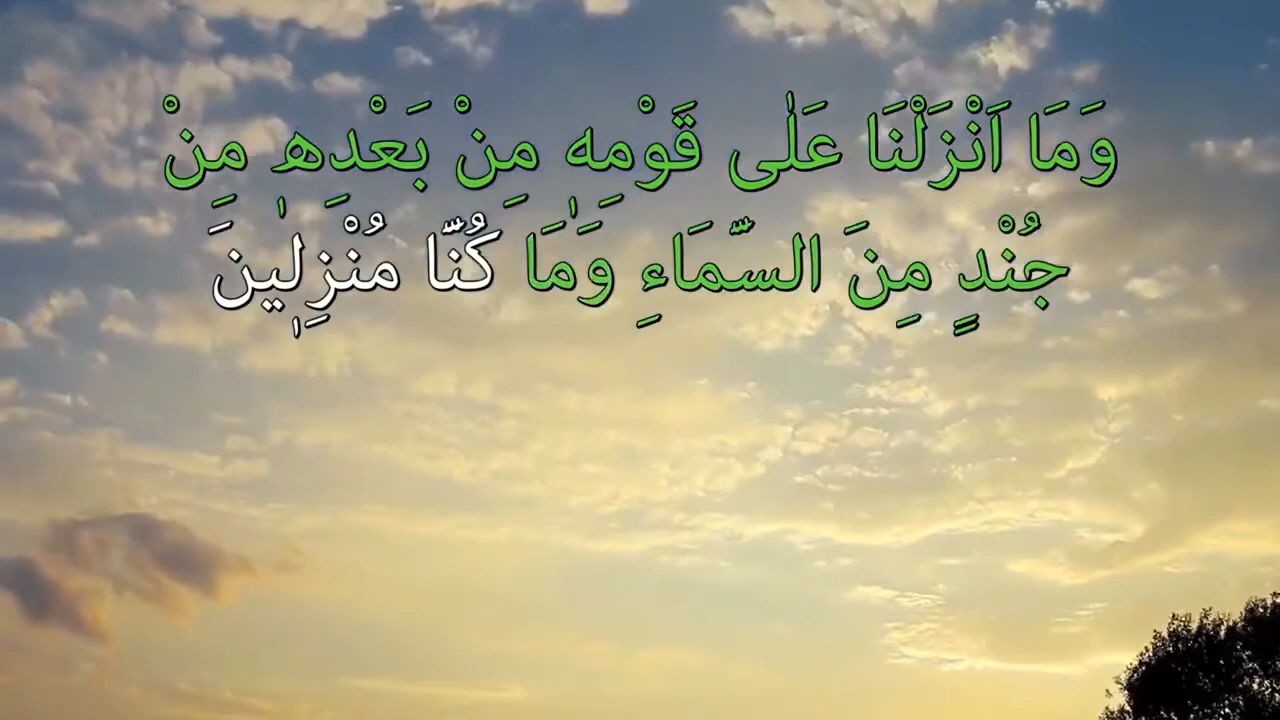 وَمَا اَنْزَلْنَا عَلٰى قَوْمِهٖ مِنْ بَعْدِهٖ مِنْ
جُنْدٍ مِنَ السَّمَاءِ وَمَا كُنَّا مُنْزِلٖينَ